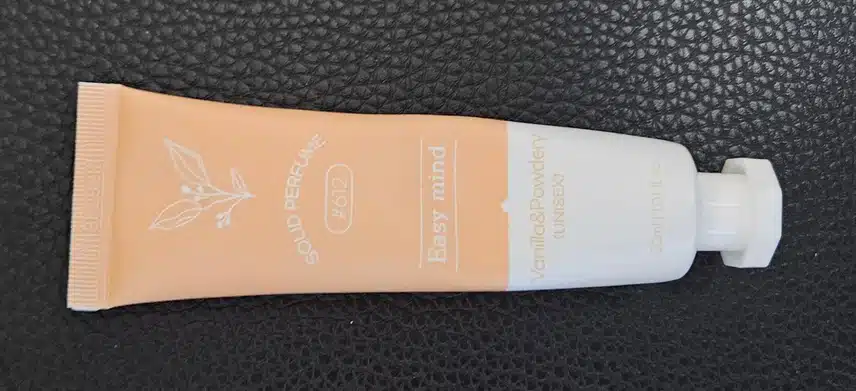 SOLID PERFUME
#612
Easy mind
Vanilla&Powdery
(UNISEX)